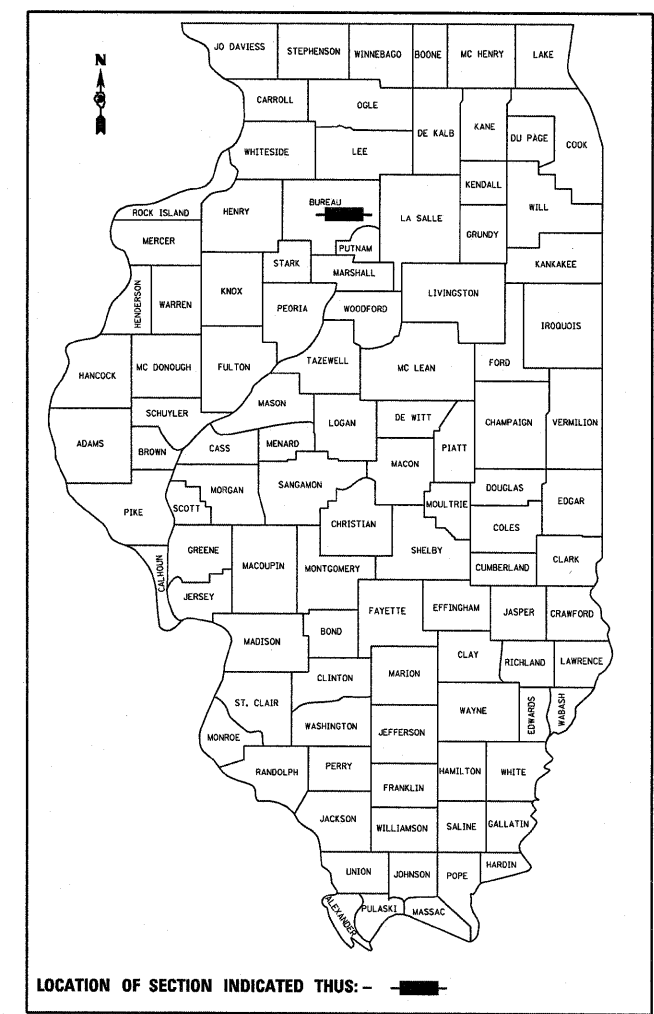 JO DAVIESS
STEPHENSON
WINNEBAGO
BOONE
MC HENRY
LAKE
N
CARROLL
OGLE
DE KALB
KANE
DU PAGE
COOK
WHITESIDE
LEE
KENDALL
WILL
ROCK ISLAND
HENRY
BUREAU
LA SALLE
GRUNDY
MERCER
PUTNAM
STARK
MARSHALL
KANKAKEE
HENDERSON
WARREN
KNOX
PEORIA
WOODFORD
LIVINGSTON
IROQUOIS
HANCOCK
MC DONOUGH
FULTON
TAZEWELL
MC LEAN
FORD
SCHUYLER
MASON
LOGAN
DE WITT
CHAMPAIGN
VERMILION
ADAMS
BROWN
CASS
MENARD
PIATT
MACON
PIKE
SCOTT
MORGAN
SANGAMON
CHRISTIAN
MOULTRIE
DOUGLAS
EDGAR
COLES
CALHOUN
GREENE
MACOUPIN
MONTGOMERY
SHELBY
CUMBERLAND
CLARK
JERSEY
FAYETTE
EFFINGHAM
JASPER
CRAWFORD
MADISON
BOND
CLAY
RICHLAND
LAWRENCE
CLINTON
MARION
ST. CLAIR
WAYNE
EDWARDS
WABASH
MONROE
WASHINGTON
JEFFERSON
RANDOLPH
PERRY
HAMILTON
WHITE
FRANKLIN
JACKSON
WILLIAMSON
SALINE
GALLATIN
UNION
JOHNSON
POPE
HARDIN
ALEXANDER
PULASKI
MASSAC
LOCATION OF SECTION INDICATED THUS: -